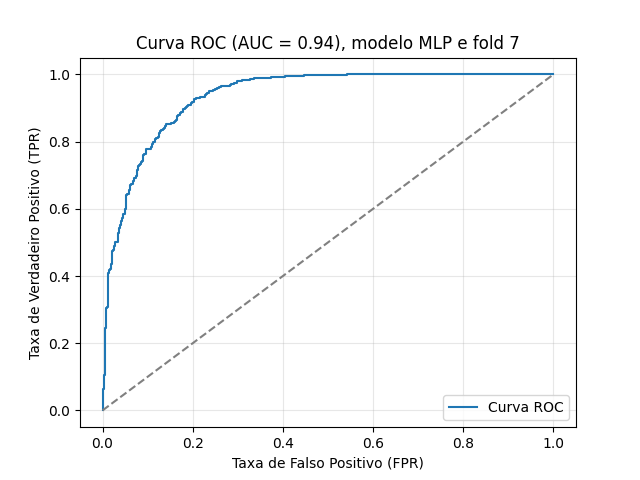 Curva ROC (AUC = 0.94), modelo MLP e fold 7
Taxa de Verdadeiro Positivo (TPR)
1.0
0.8
0.6
0.4
0.2
0.0
Curva ROC
0.0 0.2 0.4 0.6 0.8 1.0
Taxa de Falso Positivo (FPR)